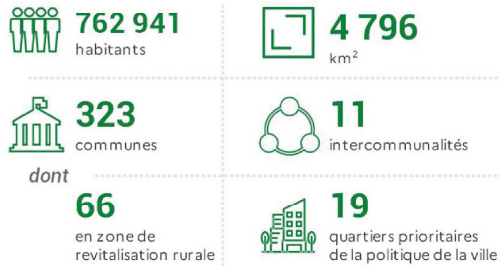 762 941
habitants
4 796
km²
323
communes
11
intercommunalités
dont
66
en zone de
revitalisation rurale
19
quartiers prioritaires
de la politique de la ville